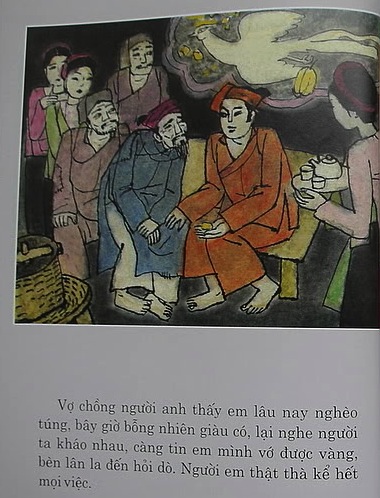 Vợ chồng người anh thấy em lâu nay nghèo
túng, bây giờ bỗng nhiên giàu có, lại nghe người
ta kháo nhau, càng tin em mình vớ được vàng,
bèn lân la đến hỏi dò. Người em thật thà kể hết
mọi việc.